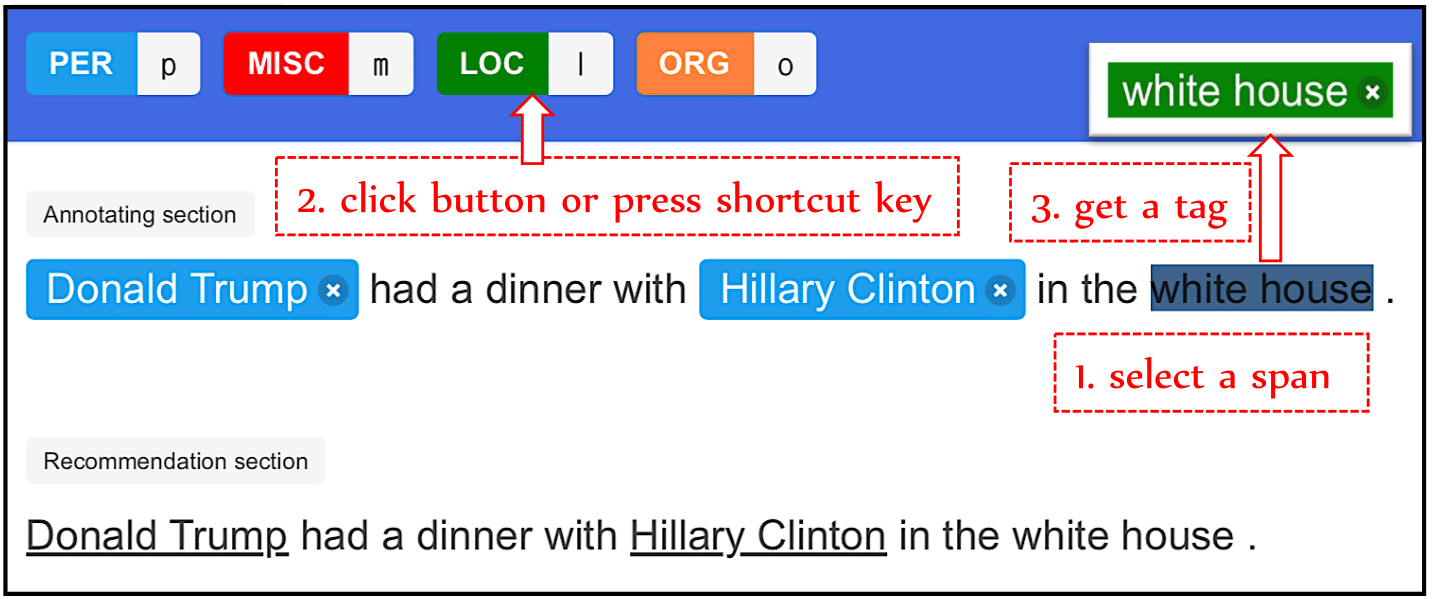 PER p MISC m LOC l ORG o
white house ×
2. click button or press shortcut key
3. get a tag
Annotating section
Donald Trump × had a dinner with Hillary Clinton × in the white house .
1. select a span
Recommendation section
Donald Trump had a dinner with Hillary Clinton in the white house .